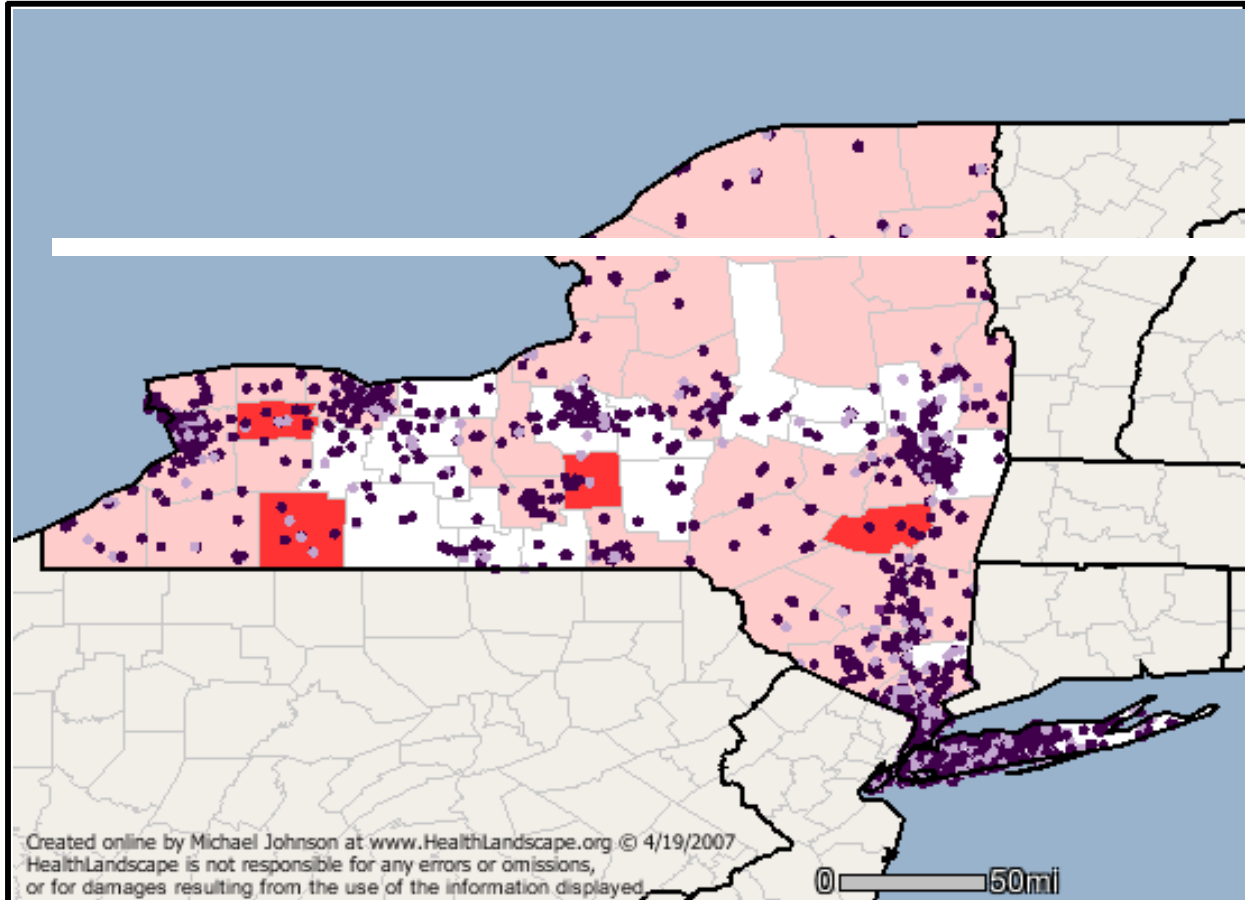 Created online by Michael Johnson at www.HealthLandscape.org © 4/19/2007
HealthLandscape is not responsible for any errors or omissions,
or for damages resulting from the use of the information displayed.
0 50mi